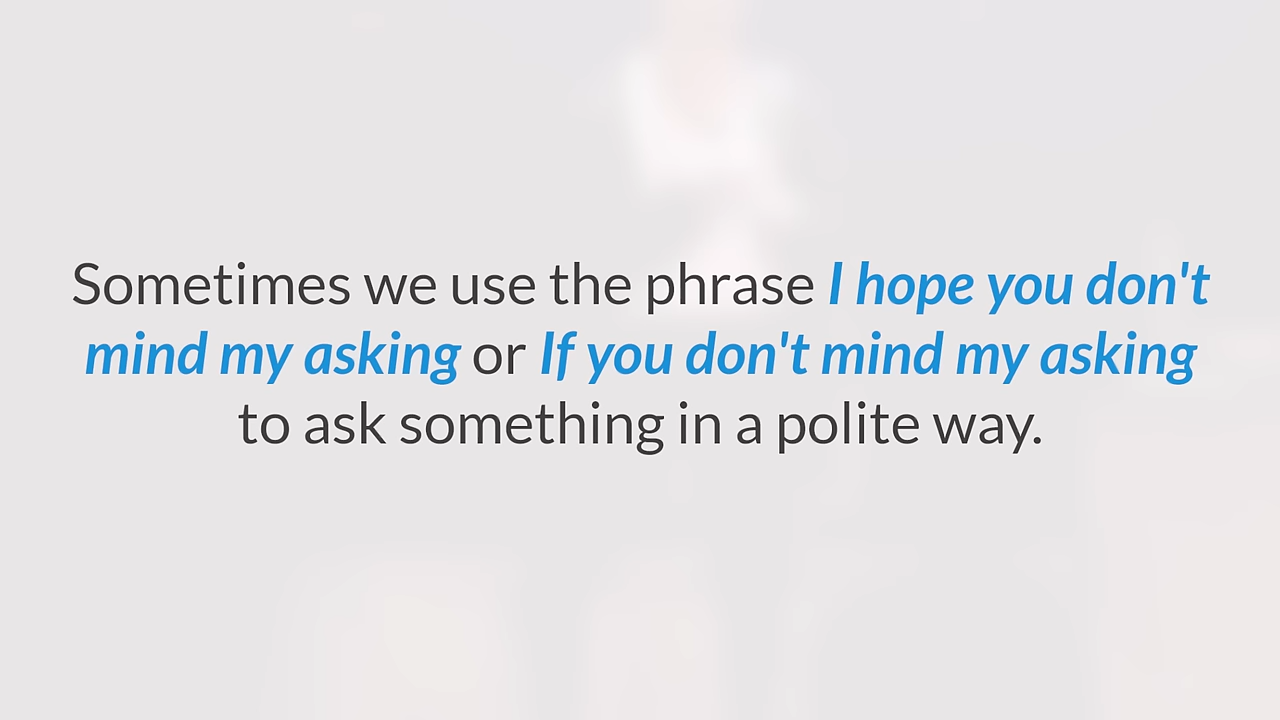 Sometimes we use the phrase I hope you don't
mind my asking or If you don't mind my asking
to ask something in a polite way.